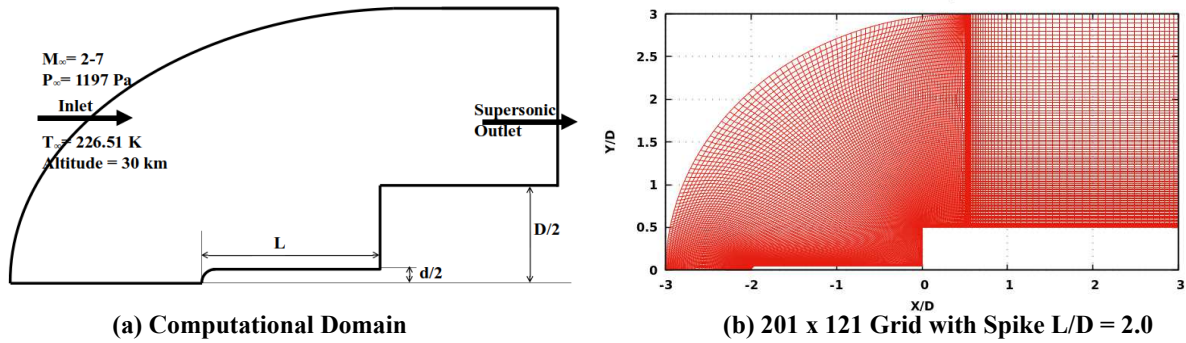 M∞= 2-7
P∞= 1197 Pa
Inlet
T∞= 226.51 K
Altitude = 30 km
Supersonic
Outlet
L
D/2
d/2
(a) Computational Domain
3
2.5
2
1.5
1
0.5
0
Y/D
-3 -2 -1 0 1 2 3
X/D
(b) 201 x 121 Grid with Spike L/D = 2.0